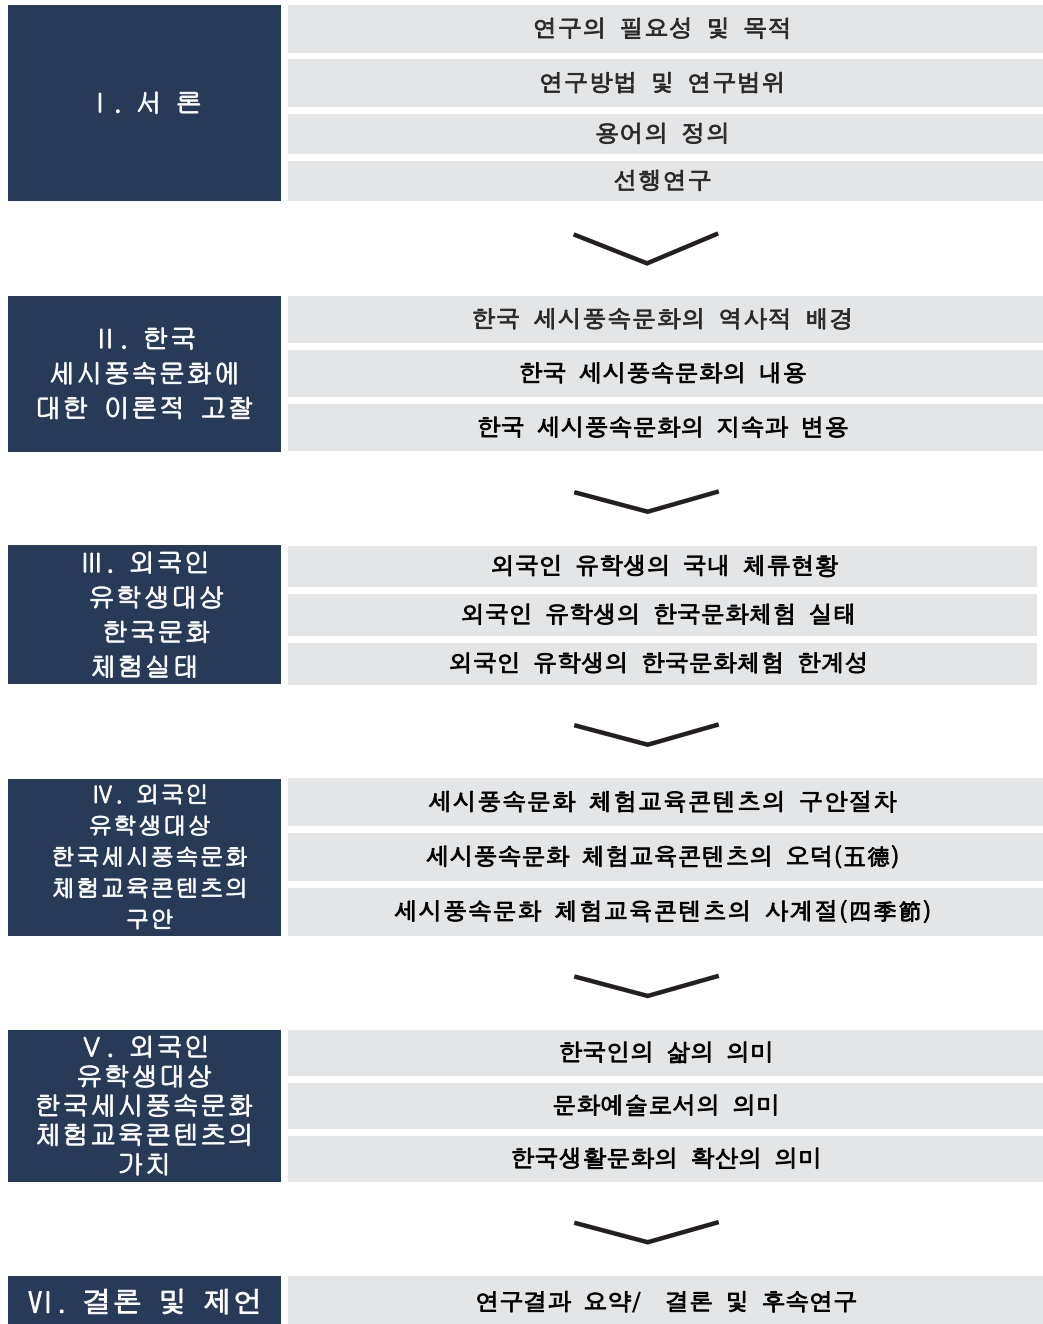 Ⅰ. 서 론
연구의 필요성 및 목적
연구방법 및 연구범위
용어의 정의
선행연구
Ⅱ. 한국
세시풍속문화에
대한 이론적 고찰
한국 세시풍속문화의 역사적 배경
한국 세시풍속문화의 내용
한국 세시풍속문화의 지속과 변용
Ⅲ. 외국인
유학생대상
한국문화
체험실태
외국인 유학생의 국내 체류현황
외국인 유학생의 한국문화체험 실태
외국인 유학생의 한국문화체험 한계성
Ⅳ. 외국인
유학생대상
한국세시풍속문화
체험교육콘텐츠의
구안
세시풍속문화 체험교육콘텐츠의 구안절차
세시풍속문화 체험교육콘텐츠의 오덕(五德)
세시풍속문화 체험교육콘텐츠의 사계절(四季節)
Ⅴ. 외국인
유학생대상
한국세시풍속문화
체험교육콘텐츠의
가치
한국인의 삶의 의미
문화예술로서의 의미
한국생활문화의 확산의 의미
Ⅵ. 결론 및 제언
연구결과 요약/ 결론 및 후속연구